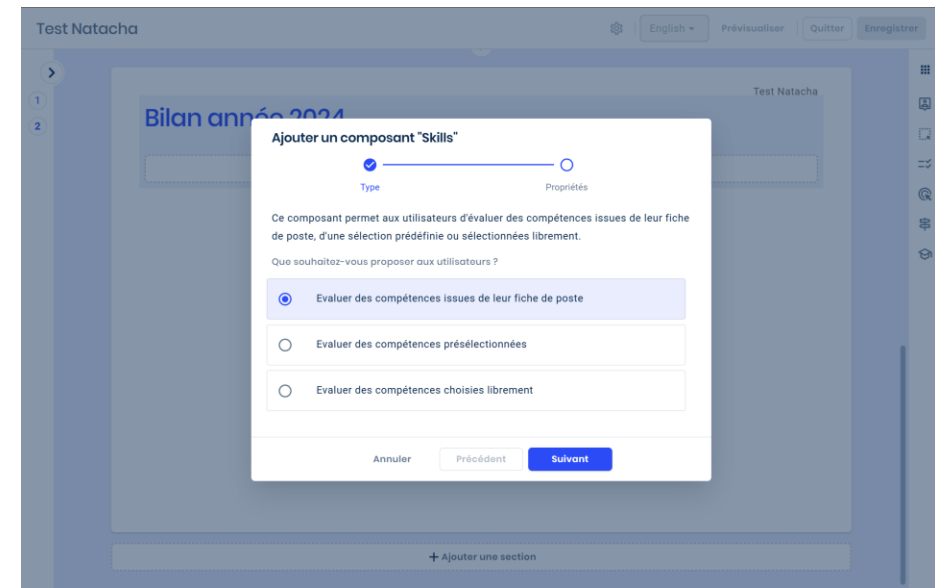 Test Natacha
English
Prévisualiser
Quitter
Enregistrer
1
2
Test Natacha
Bilan année 2024
Ajouter un composant "Skills"
Type
Propriétés
Ce composant permet aux utilisateurs d'évaluer des compétences issues de leur fiche
de poste, d'une sélection prédéfinie ou sélectionnées librement.
Que souhaitez-vous proposer aux utilisateurs ?
Evaluer des compétences issues de leur fiche de poste
Evaluer des compétences présélectionnées
Evaluer des compétences choisies librement
Annuler
Précédent
Suivant
+ Ajouter une section